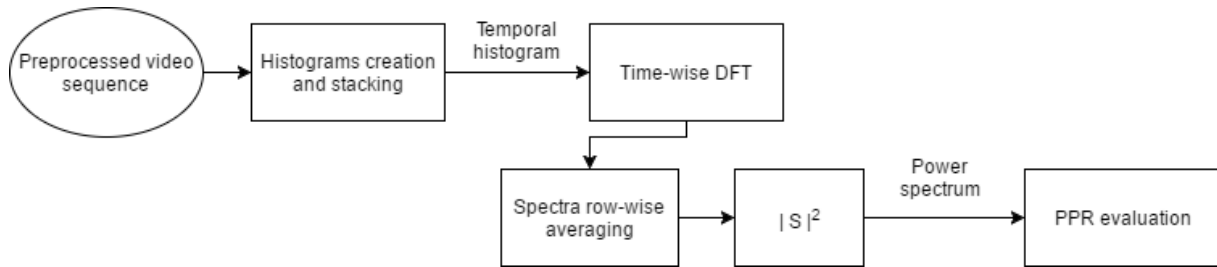 Preprocessed video
sequence
Histograms creation
and stacking
Temporal
histogram
Time-wise DFT
Spectra row-wise
averaging
| S |²
Power
spectrum
PPR evaluation